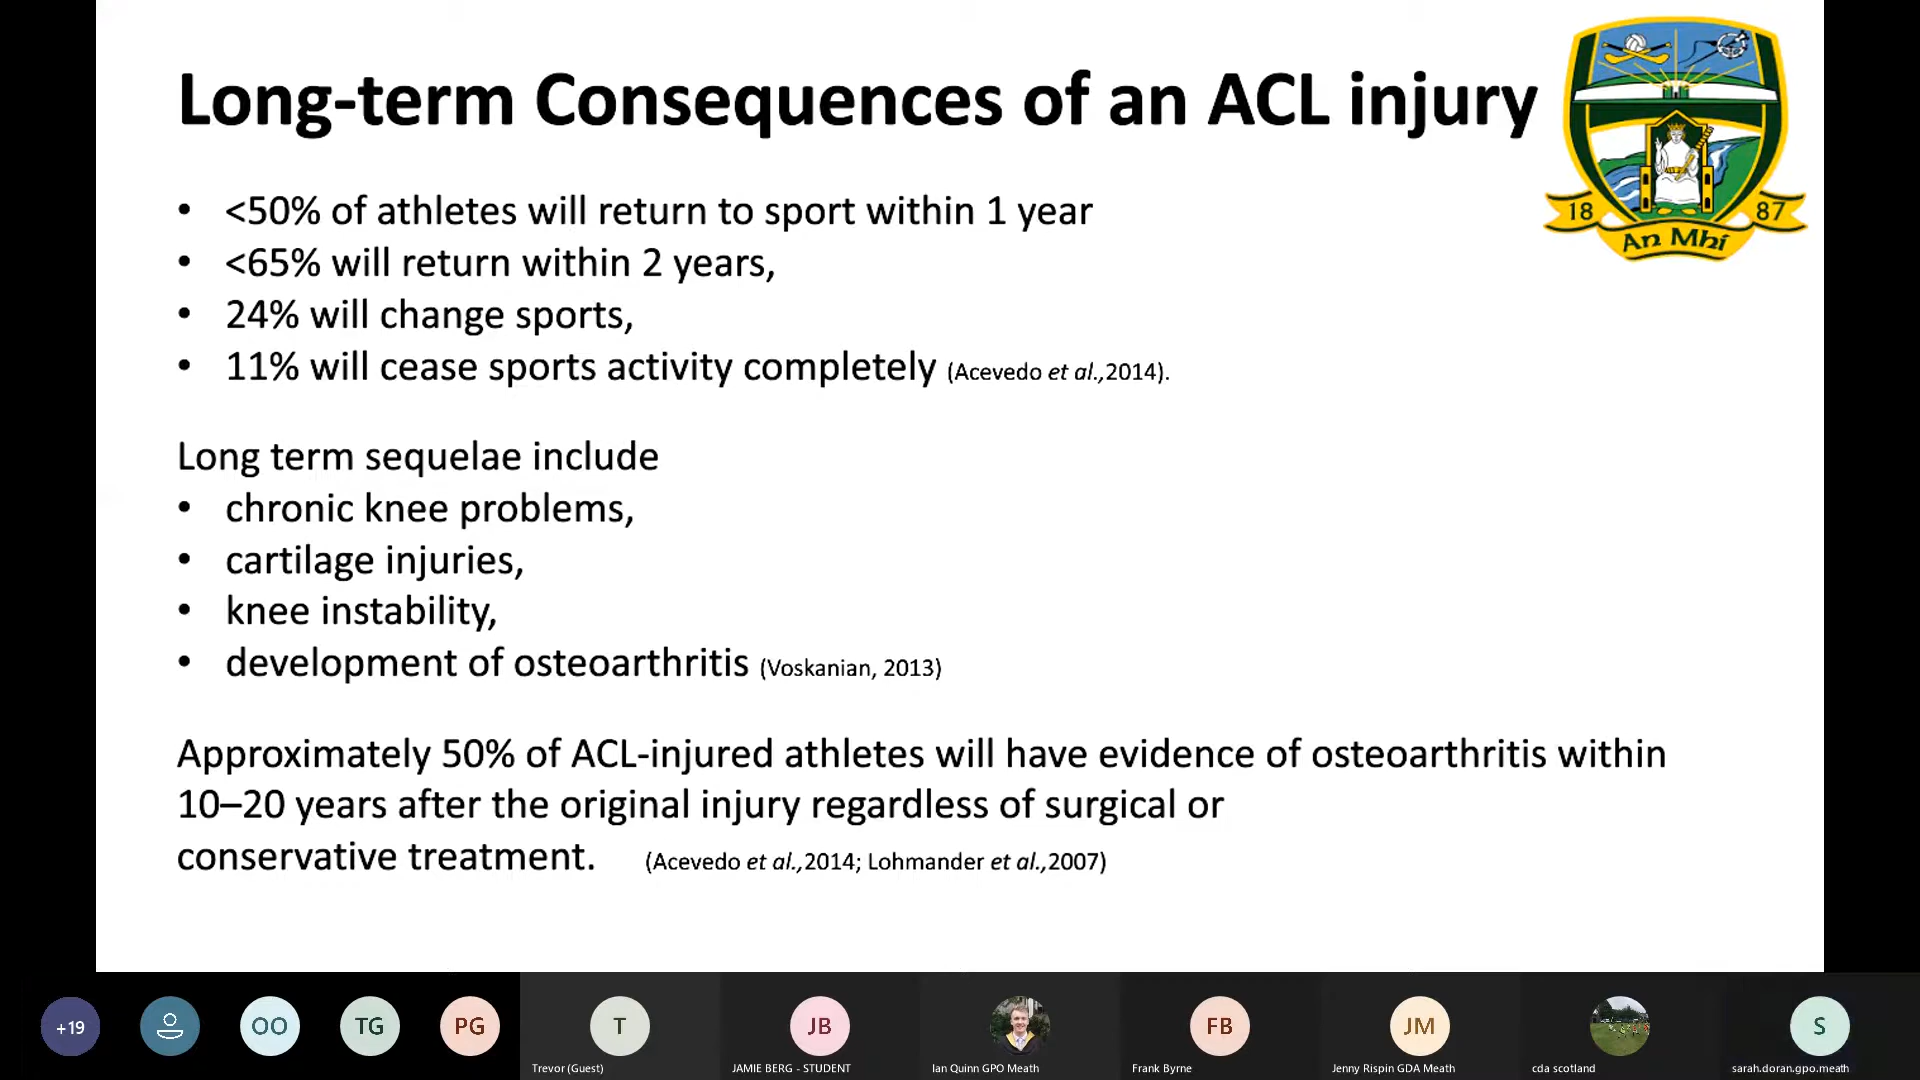 Long-term Consequences of an ACL injury
18 87
An Mhí
• <50% of athletes will return to sport within 1 year
• <65% will return within 2 years,
• 24% will change sports,
• 11% will cease sports activity completely (Acevedo et al.,2014).
Long term sequelae include
• chronic knee problems,
• cartilage injuries,
• knee instability,
• development of osteoarthritis (Voskanian, 2013)
Approximately 50% of ACL-injured athletes will have evidence of osteoarthritis within
10–20 years after the original injury regardless of surgical or
conservative treatment. (Acevedo et al.,2014; Lohmander et al.,2007)
+19 OO TG PG T JB FB JM S
Trevor (Guest) JAMIE BERG - STUDENT Ian Quinn GPO Meath Frank Byrne Jenny Rispin GDA Meath cda scotland sarah.doran.gpo.meath